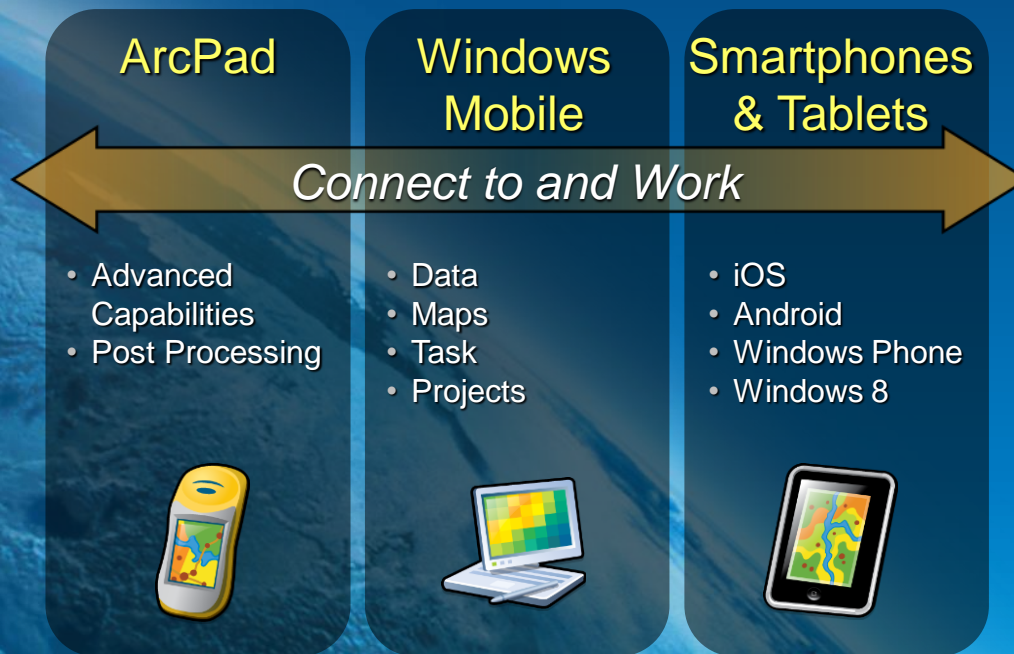 ArcPad
Windows
Mobile
Smartphones
& Tablets
Connect to and Work
• Advanced
Capabilities
• Post Processing
• Data
• Maps
• Task
• Projects
• iOS
• Android
• Windows Phone
• Windows 8